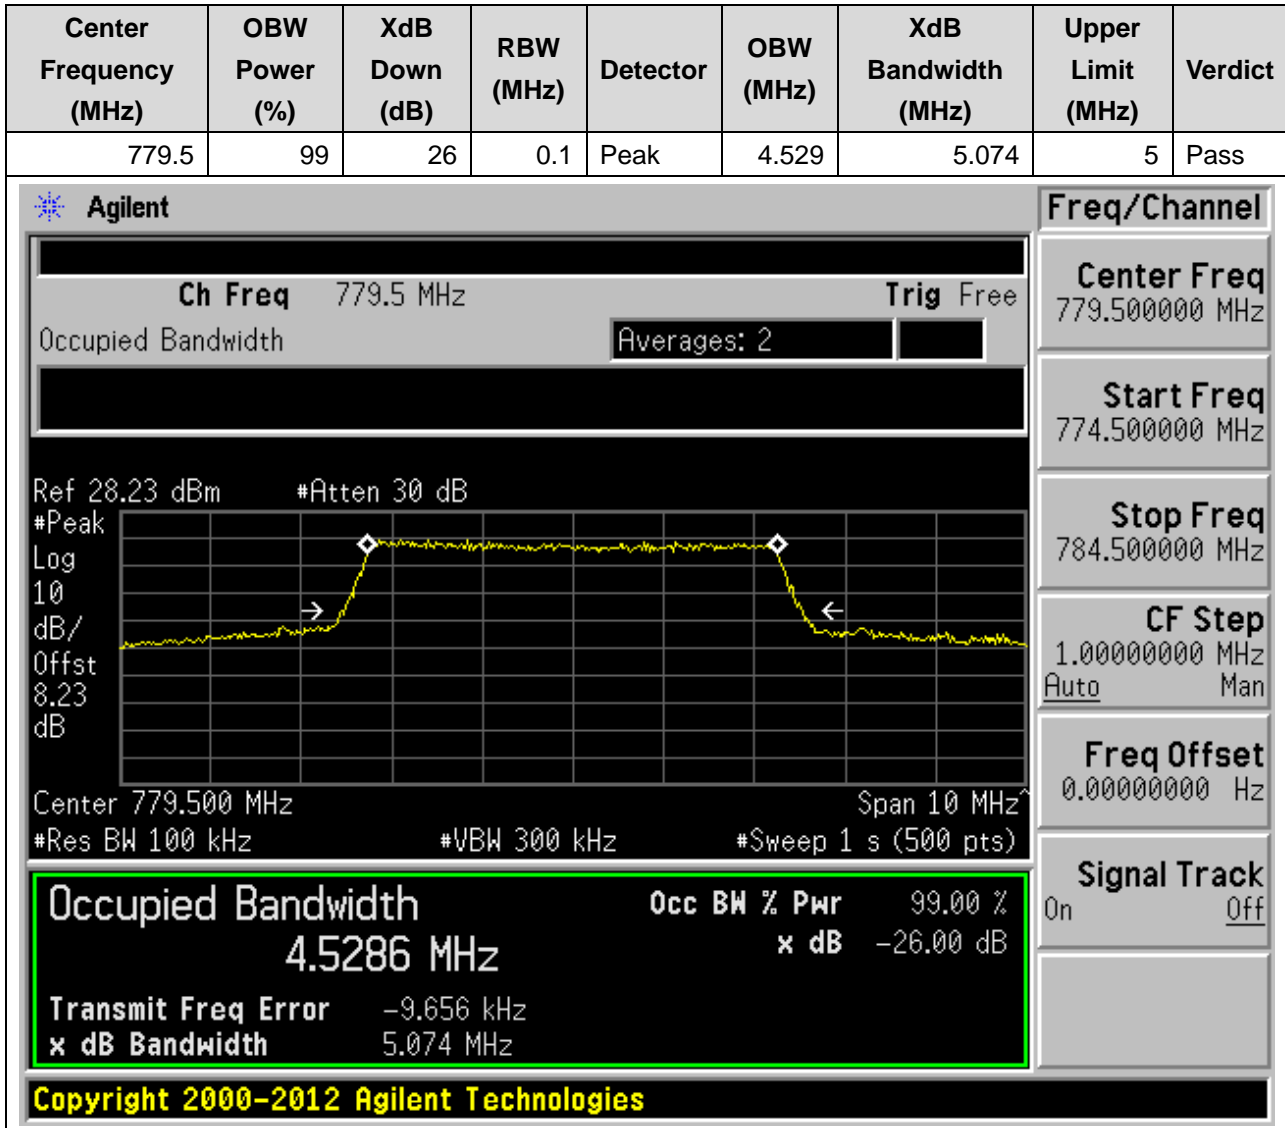 Center Frequency (MHz) OBW Power (%) XdB Down (dB) RBW (MHz) Detector OBW (MHz) XdB Bandwidth (MHz) Upper Limit (MHz) Verdict
779.5 99 26 0.1 Peak 4.529 5.074 5 Pass
Agilent
Freq/Channel
Ch Freq 779.5 MHz Trig Free
Occupied Bandwidth Averages: 2
Center Freq
779.500000 MHz
Start Freq
774.500000 MHz
Stop Freq
784.500000 MHz
CF Step
1.00000000 MHz
Auto Man
Freq Offset
0.00000000 Hz
Signal Track
On Off
Ref 28.23 dBm #Atten 30 dB
#Peak
Log
10
dB/
Offst
8.23
dB
Center 779.500 MHz Span 10 MHz^
#Res BW 100 kHz #VBW 300 kHz #Sweep 1 s (500 pts)
Occupied Bandwidth Occ BW % Pwr 99.00 %
4.5286 MHz x dB -26.00 dB
Transmit Freq Error -9.656 kHz
x dB Bandwidth 5.074 MHz
Copyright 2000-2012 Agilent Technologies